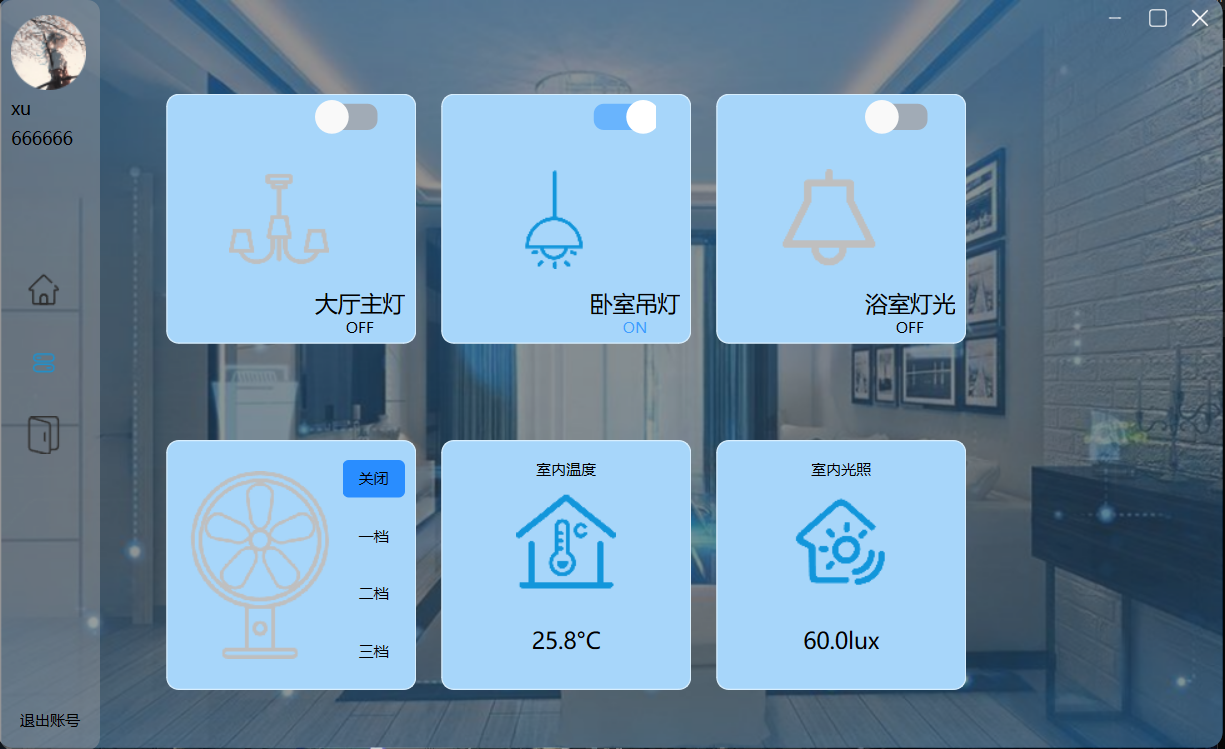 xu
666666
大厅主灯
OFF
卧室吊灯
ON
浴室灯光
OFF
关闭
一档
二档
三档
室内温度
25.8°C
室内光照
60.0lux
退出账号